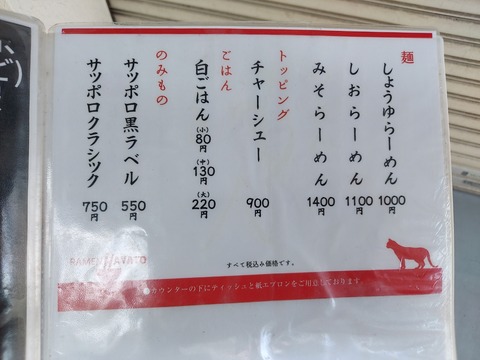 麺
しょうゆらーめん 1000円
しおらーめん 1100円
みそらーめん 1400円
トッピング
チャーシュー 900円
ごはん
白ごはん (小) 80円 (中) 130円 (大) 220円
のみもの
サッポロ黒ラベル 550円
サッポロクラシック 750円
すべて税込み価格です。
RAMEN HAYATO
●カウンターの下にティッシュと紙エプロンをご用意しております。